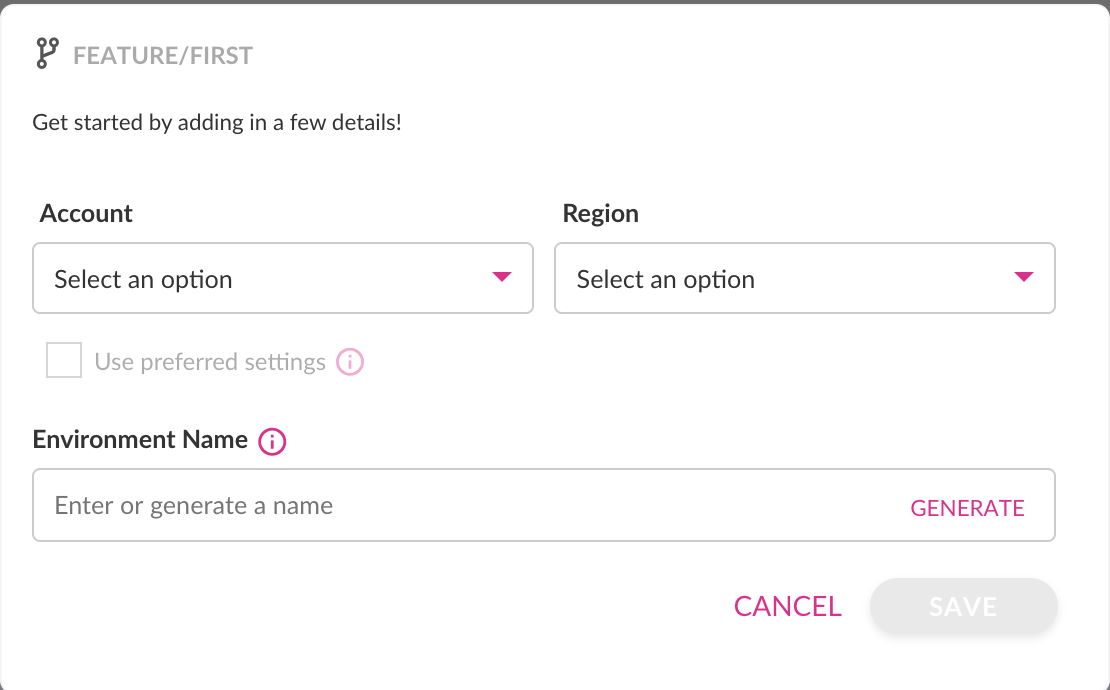 FEATURE/FIRST
Get started by adding in a few details!
Account
Region
Select an option
Select an option
Use preferred settings
Environment Name
Enter or generate a name
GENERATE
CANCEL
SAVE